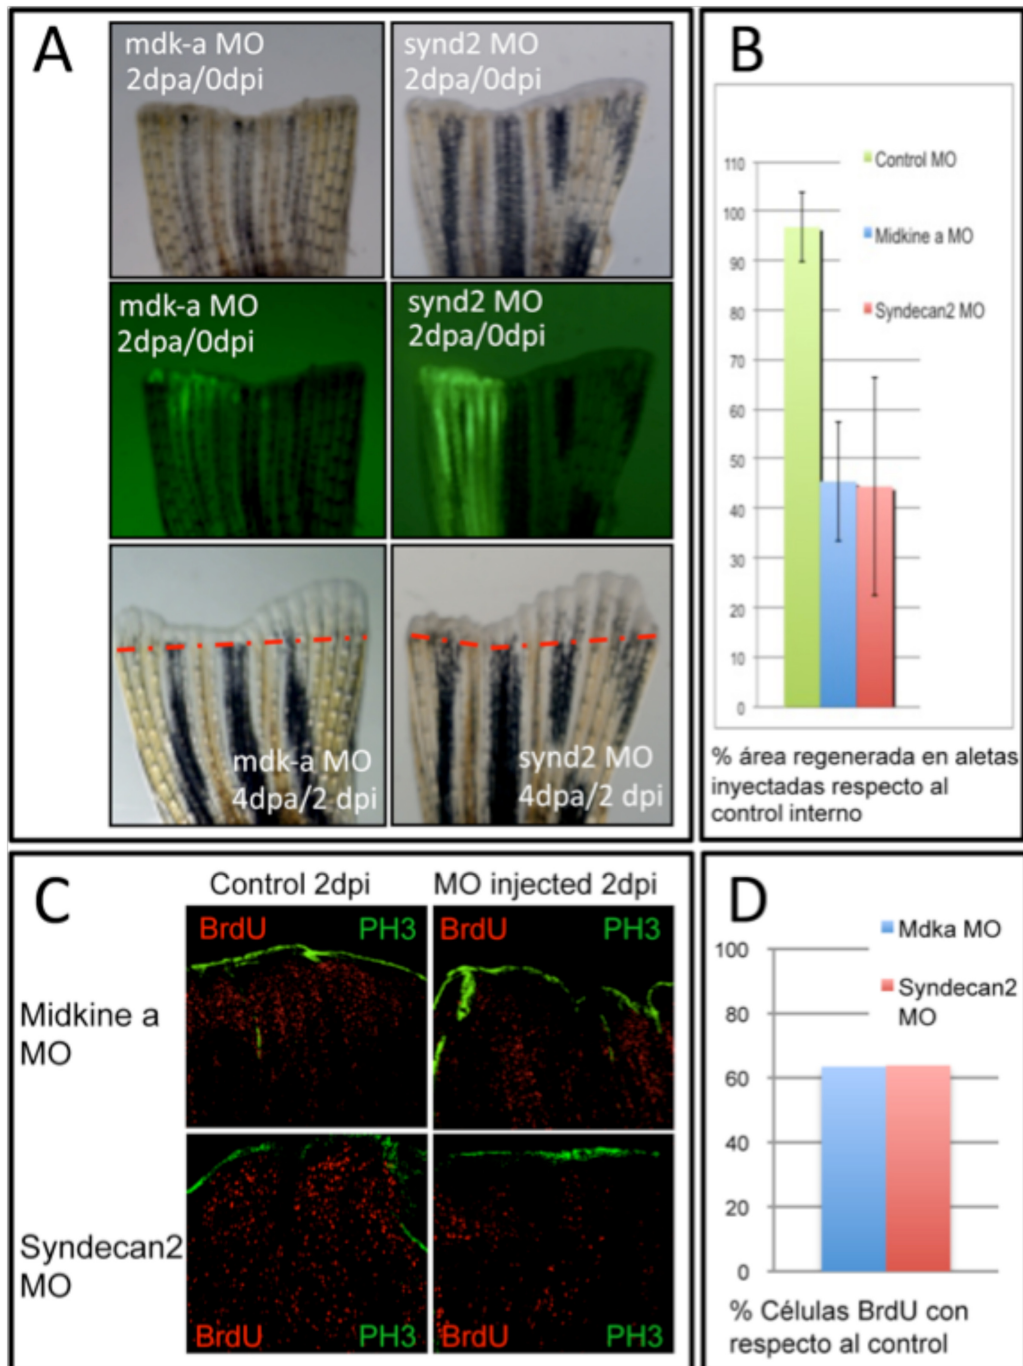 A
mdk-a MO
2dpa/0dpi
synd2 MO
2dpa/0dpi
mdk-a MO
2dpa/0dpi
synd2 MO
2dpa/0dpi
mdk-a MO
4dpa/2 dpi
synd2 MO
4dpa/2 dpi
B
110
100
90
80
70
60
50
40
30
20
10
0
Control MO
Midkine a MO
Syndecan2 MO
% área regenerada en aletas
inyectadas respecto al
control interno
C
Control 2dpi
MO injected 2dpi
BrdU PH3
BrdU PH3
Midkine a
MO
Syndecan2
MO
BrdU PH3
BrdU PH3
D
Mdka MO
Syndecan2
MO
100
80
60
40
20
0
% Células BrdU con
respecto al control